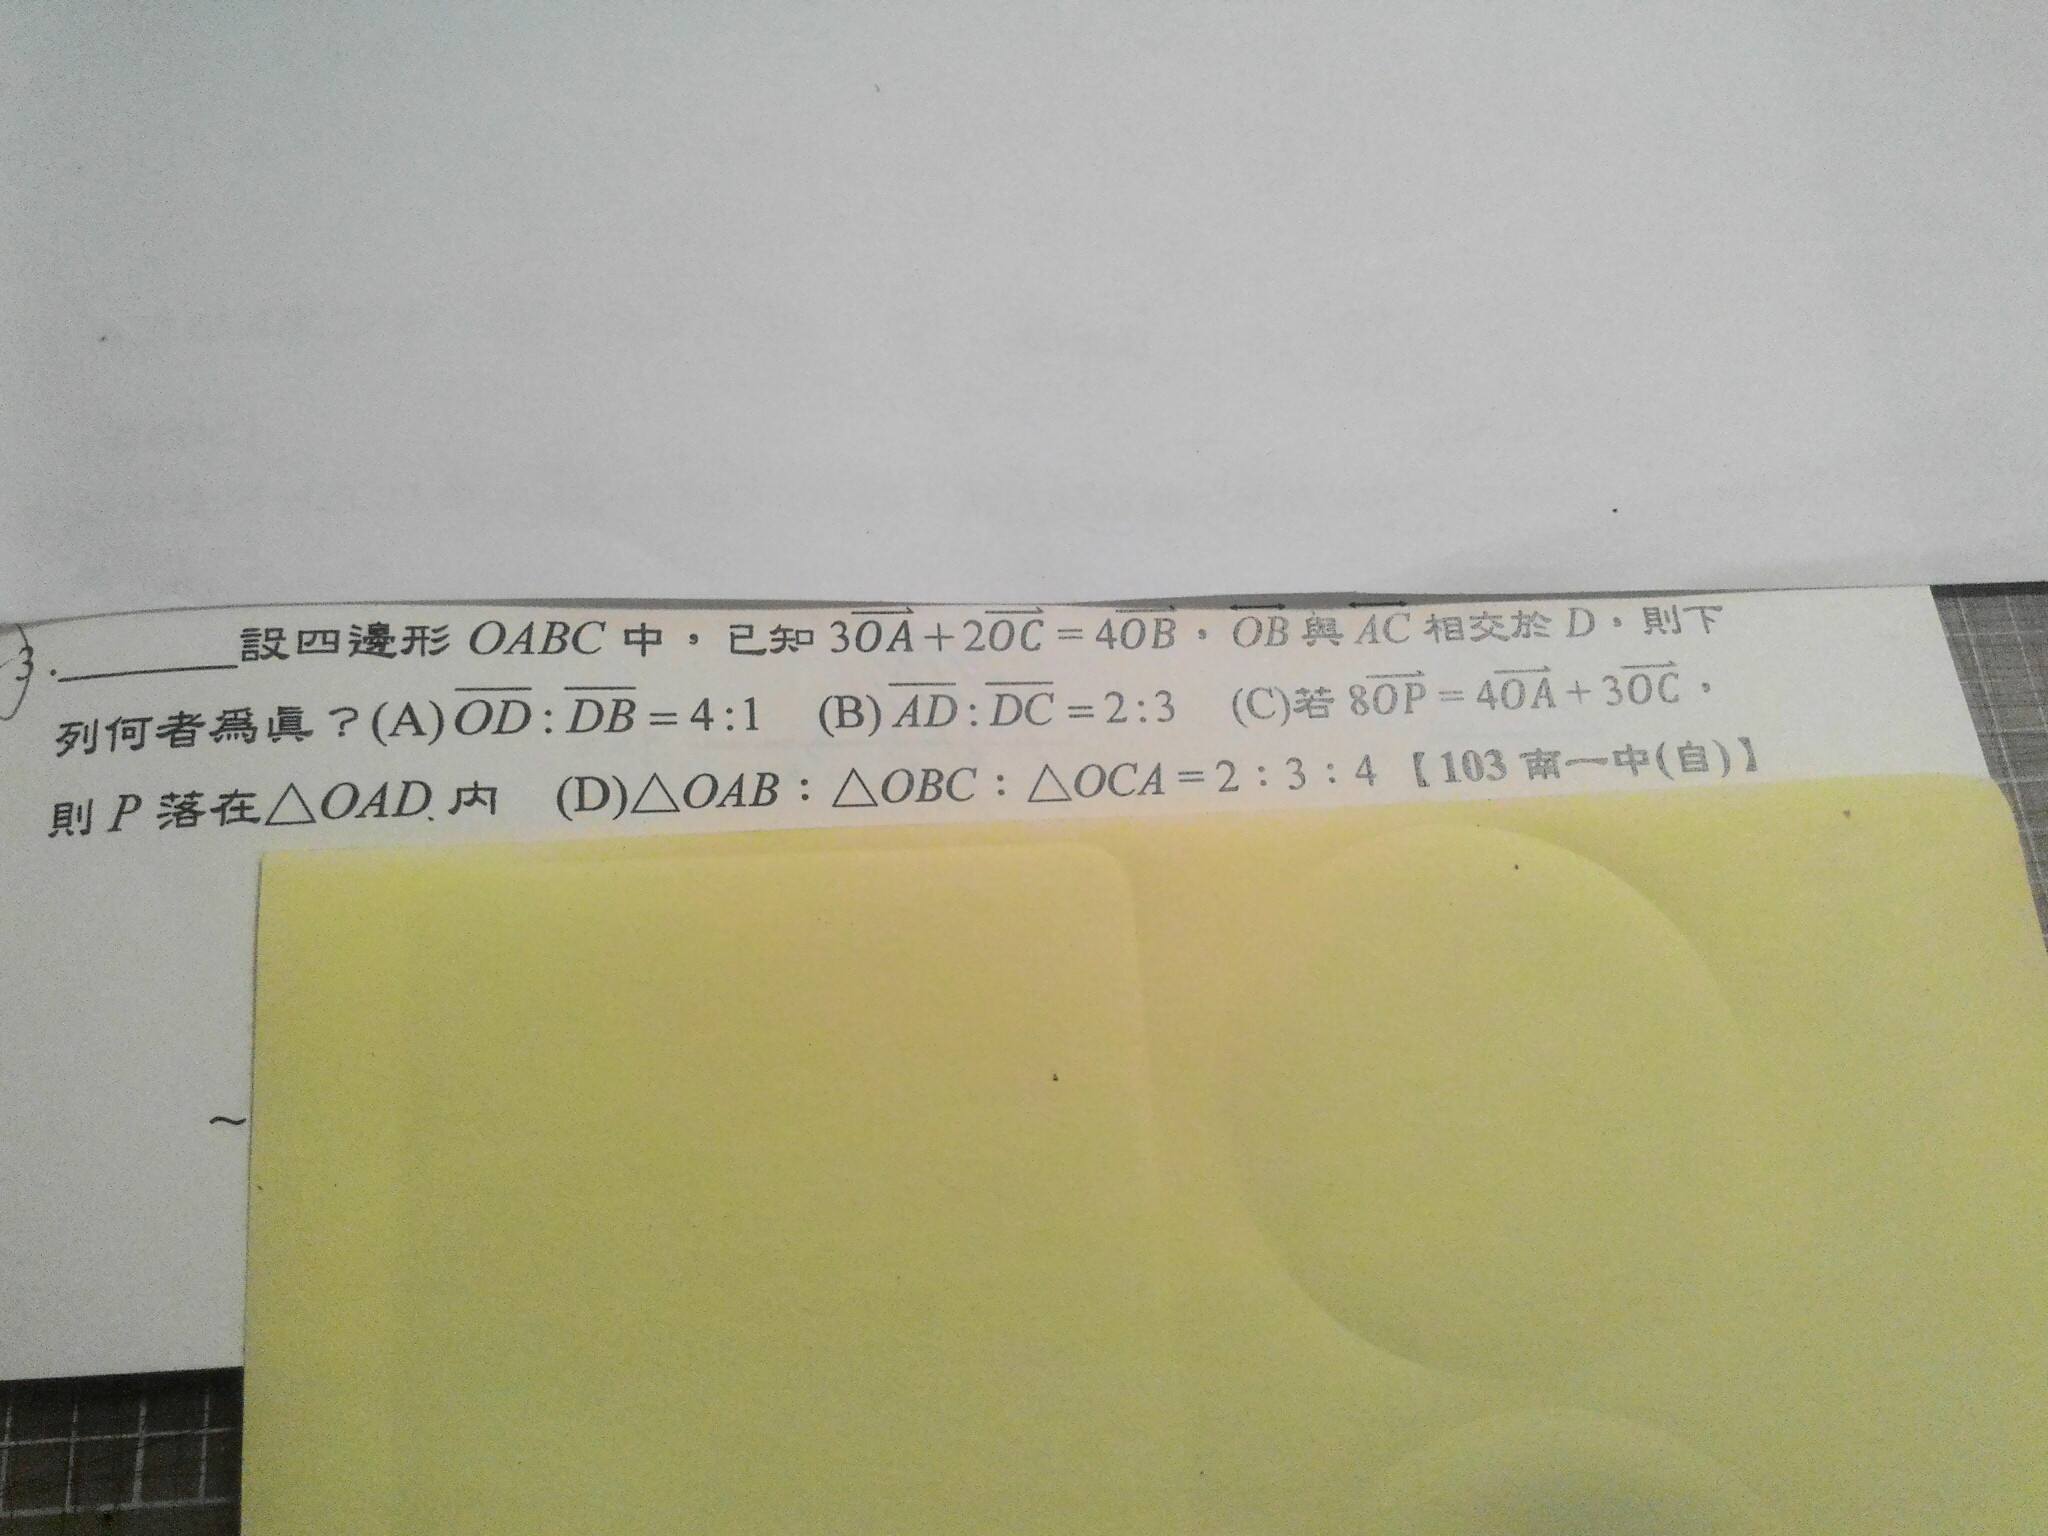 3.______設四邊形 OABC 中，已知 3OA+2OC=4OB，OB 與 AC 相交於 D，則下
列何者爲眞？(A) OD:DB=4:1 (B) AD:DC=2:3 (C)若 8OP=4OA+3OC，
則 P 落在△OAD 內 (D)△OAB：△OBC：△OCA=2：3：4【103 南一中(自)】
~